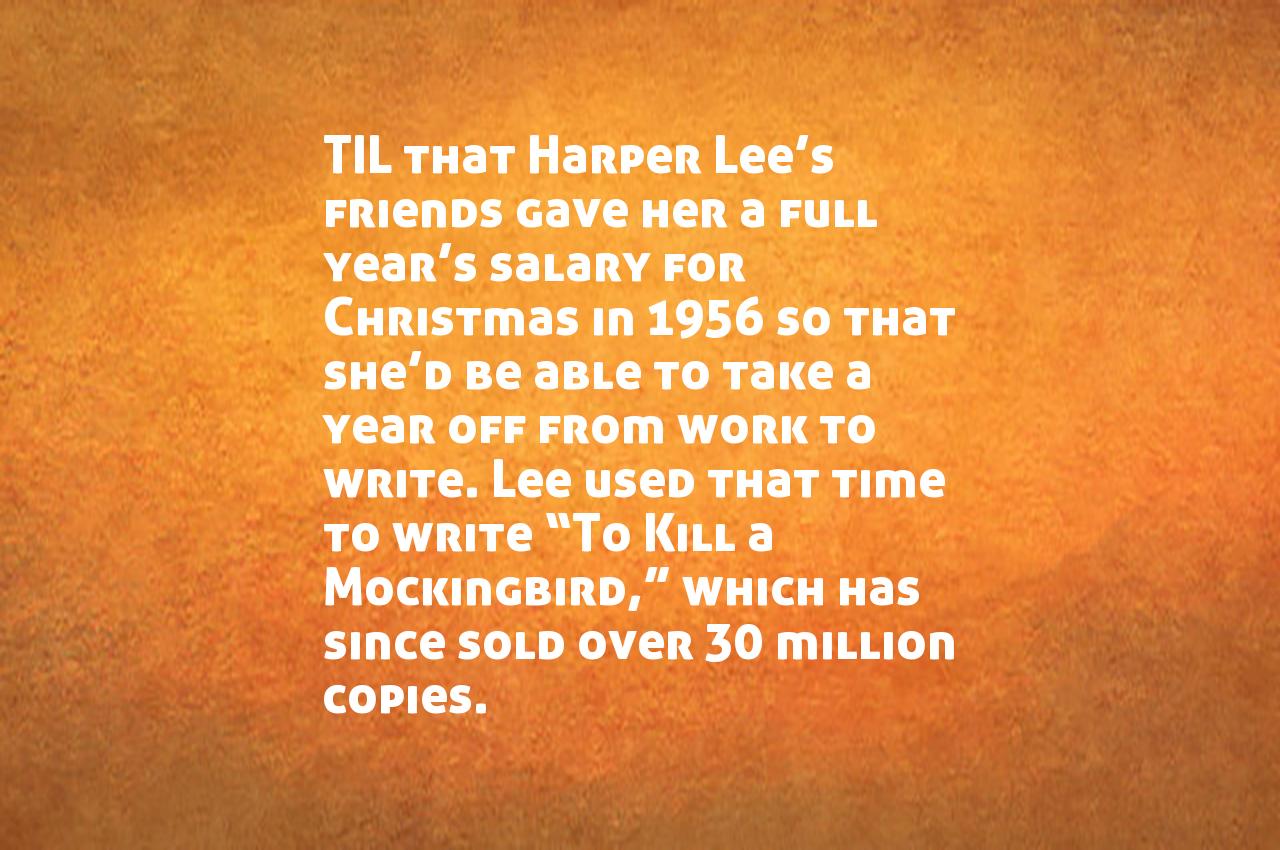 TIL that Harper Lee’s
friends gave her a full
year’s salary for
Christmas in 1956 so that
she’d be able to take a
year off from work to
write. Lee used that time
to write “To Kill a
Mockingbird,” which has
since sold over 30 million
copies.